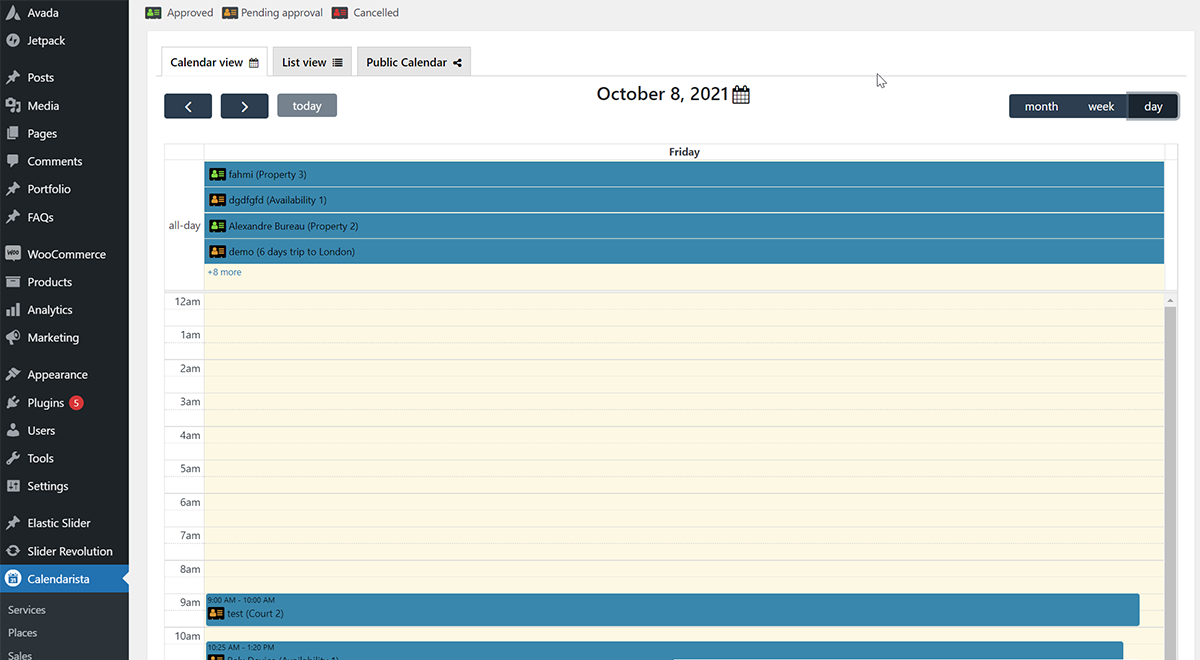 Avada
Jetpack
Posts
Media
Pages
Comments
Portfolio
FAQs
WooCommerce
Products
Analytics
Marketing
Appearance
Plugins 5
Users
Tools
Settings
Elastic Slider
Slider Revolution
Calendarista
Services
Places
Sales
Approved Pending approval Cancelled
Calendar view List view Public Calendar
today October 8, 2021 month week day
Friday
all-day
fahmi (Property 3)
dgdfgfd (Availability 1)
Alexandre Bureau (Property 2)
demo (6 days trip to London)
+8 more
12am
1am
2am
3am
4am
5am
6am
7am
8am
9am
9:00 AM - 10:00 AM
test (Court 2)
10am
10:25 AM - 1:20 PM